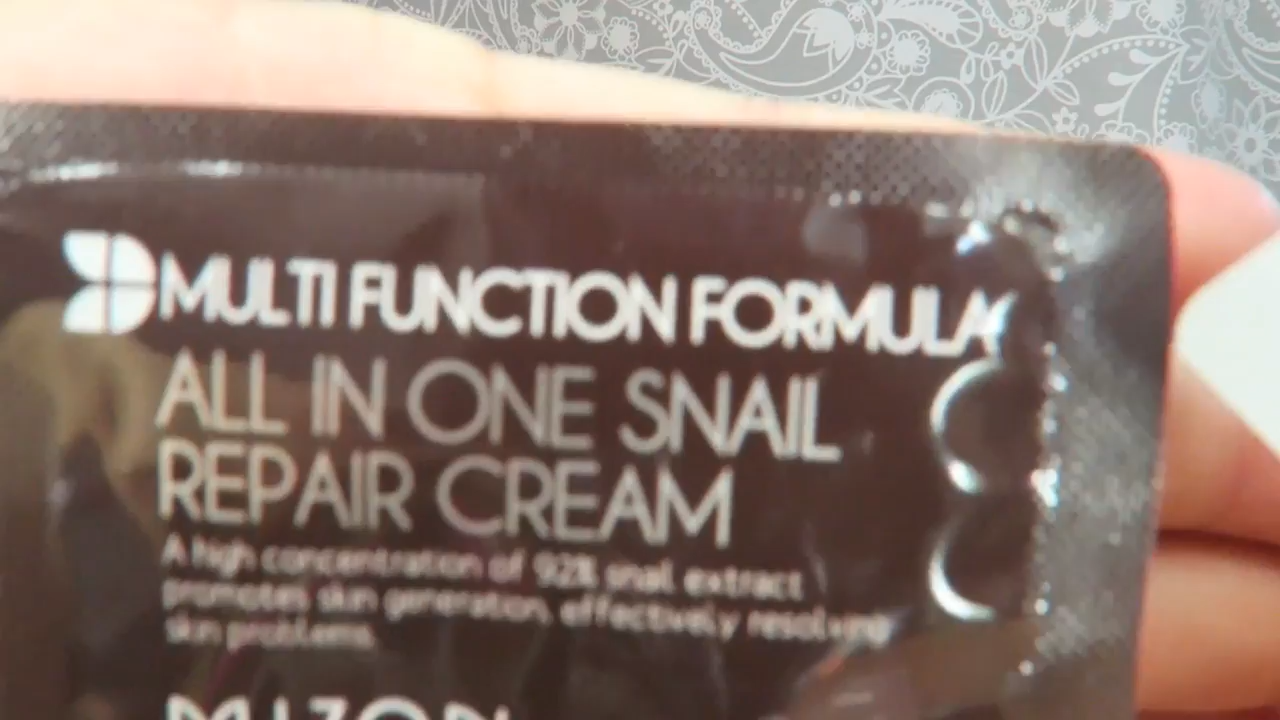 MULTI FUNCTION FORMULA
ALL IN ONE SNAIL
REPAIR CREAM
A high concentration of 92% snail extract
promotes skin generation, effectively resolving
skin problems.
MIZON